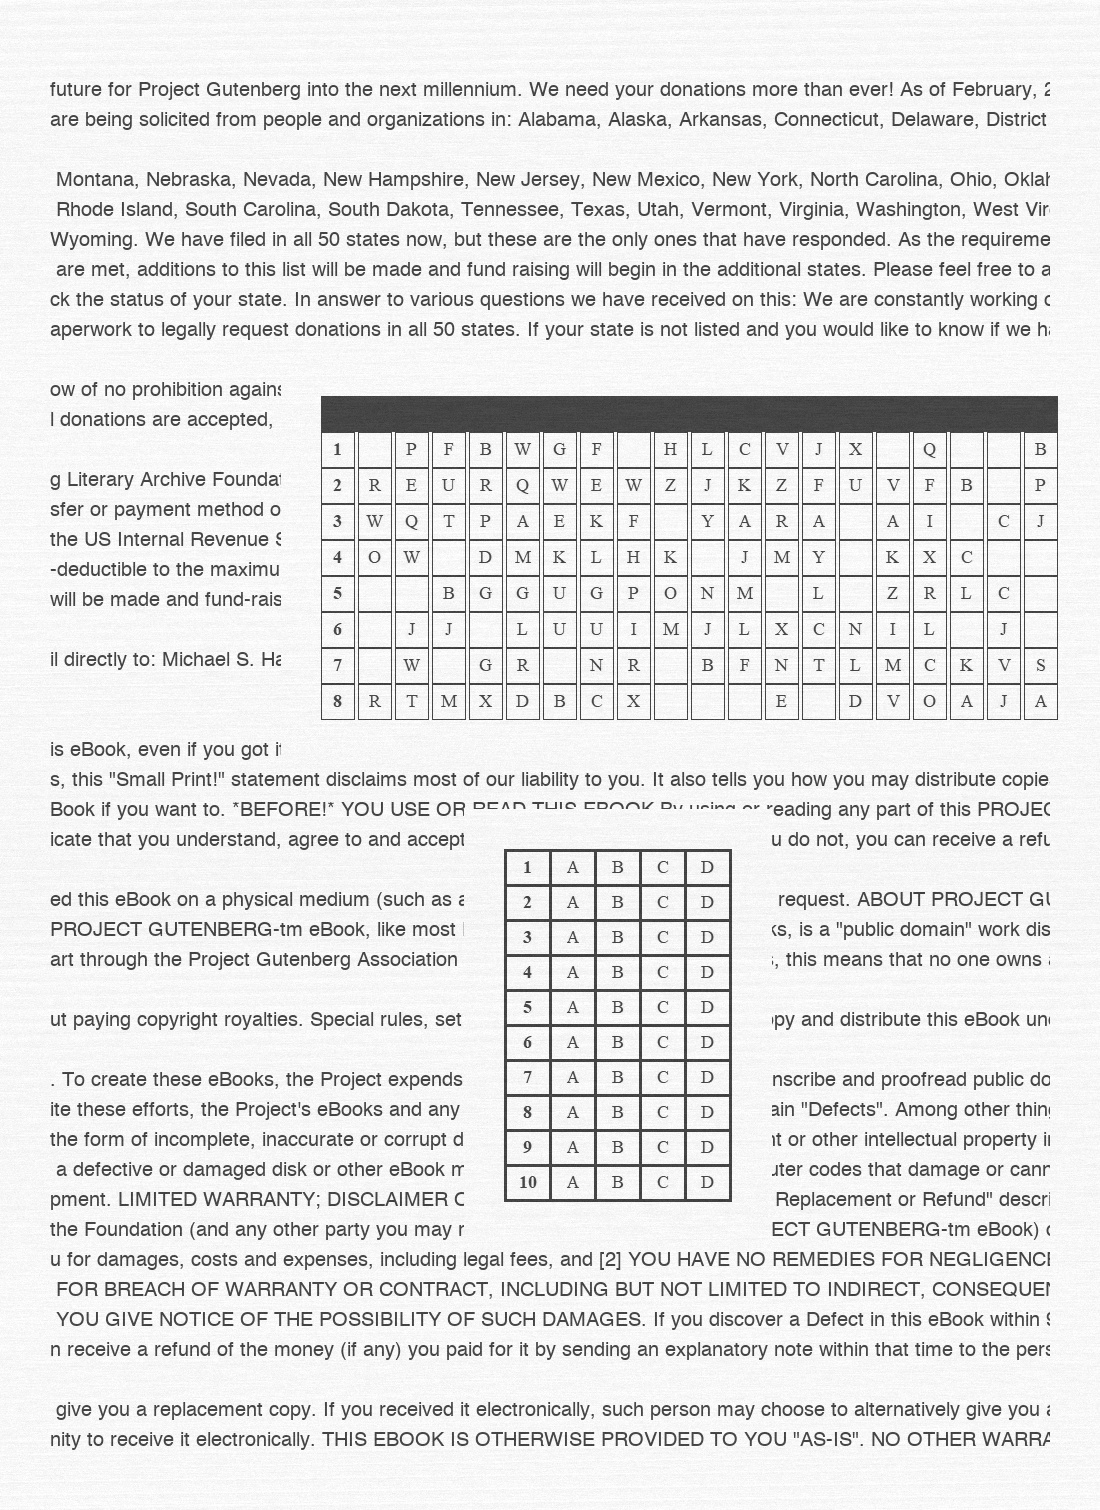 future for Project Gutenberg into the next millennium. We need your donations more than ever! As of February,
are being solicited from people and organizations in: Alabama, Alaska, Arkansas, Connecticut, Delaware, District
Montana, Nebraska, Nevada, New Hampshire, New Jersey, New Mexico, New York, North Carolina, Ohio,
Rhode Island, South Carolina, South Dakota, Tennessee, Texas, Utah, Vermont, Virginia, Washington, West
Wyoming. We have filed in all 50 states now, but these are the only ones that have responded. As the requireme
are met, additions to this list will be made and fund raising will begin in the additional states. Please feel free to a
ck the status of your state. In answer to various questions we have received on this: We are constantly working
aperwork to legally request donations in all 50 states. If your state is not listed and you would like to know if we
ow of no prohibition agains
l donations are accepted,
1 P F B W G F H L C V J X Q B
2 R E U R Q W E W Z J K Z F U V F B P
3 W Q T P A E K F Y A R A A I C J
4 O W D M K L H K J M Y K X C
5 B G G U G P O N M L Z R L C
6 J J L U U I M J L X C N I L J
7 W G R N R B F N T L M C K V S
8 R T M X D B C X E D V O A J A
g Literary Archive Foundat
sfer or payment method o
the US Internal Revenue
-deductible to the maximu
will be made and fund-rais
il directly to: Michael S. Ha
is eBook, even if you got it
s, this "Small Print!" statement disclaims most of our liability to you. It also tells you how you may distribute copie
Book if you want to. *BEFORE!* YOU USE OR READ THIS EBOOK By using or reading any part of this PROJEC
icate that you understand, agree to and accept u do not, you can receive a refu
ed this eBook on a physical medium (such as a request. ABOUT PROJECT
PROJECT GUTENBERG-tm eBook, like most ks, is a "public domain" work dis
art through the Project Gutenberg Association s, this means that no one owns
ut paying copyright royalties. Special rules, set opy and distribute this eBook
. To create these eBooks, the Project expends nscribe and proofread public do
ite these efforts, the Project's eBooks and any ain "Defects". Among other thing
the form of incomplete, inaccurate or corrupt d nt or other intellectual property
a defective or damaged disk or other eBook m uter codes that damage or cann
pment. LIMITED WARRANTY; DISCLAIMER Replacement or Refund" descri
the Foundation (and any other party you may ECT GUTENBERG-tm eBook)
1 A B C D
2 A B C D
3 A B C D
4 A B C D
5 A B C D
6 A B C D
7 A B C D
8 A B C D
9 A B C D
10 A B C D
u for damages, costs and expenses, including legal fees, and [2] YOU HAVE NO REMEDIES FOR NEGLIGENCE
FOR BREACH OF WARRANTY OR CONTRACT, INCLUDING BUT NOT LIMITED TO INDIRECT, CONSEQUEN
YOU GIVE NOTICE OF THE POSSIBILITY OF SUCH DAMAGES. If you discover a Defect in this eBook within
n receive a refund of the money (if any) you paid for it by sending an explanatory note within that time to the pers
give you a replacement copy. If you received it electronically, such person may choose to alternatively give you a
nity to receive it electronically. THIS EBOOK IS OTHERWISE PROVIDED TO YOU "AS-IS". NO OTHER WARRA